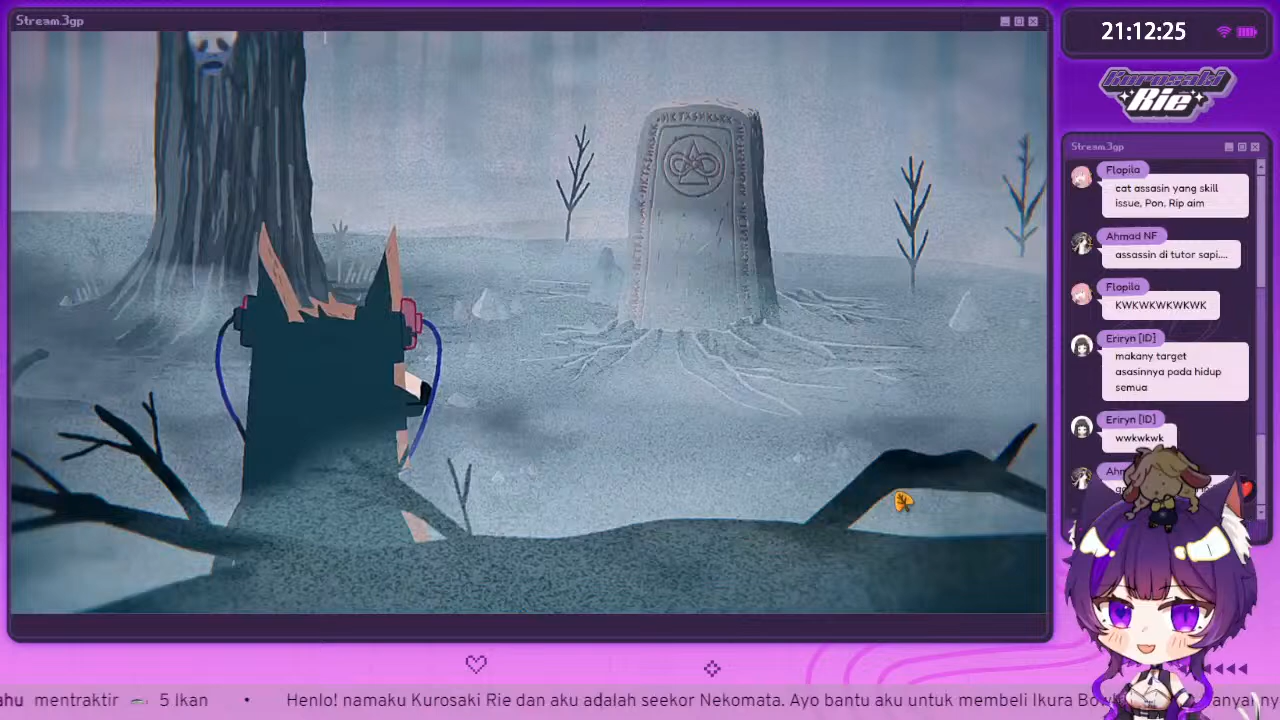 Stream.3gp
21:12:25
Kurosaki
Rie
Stream.3gp
Flopila
cat assasin yang skill
issue, Pon. Rip aim
Ahmad NF
assassin di tutor sapi....
Flopila
KWKWKWKWKWK
Eriryn [ID]
makany target
asasinnya pada hidup
semua
Eriryn [ID]
wwkwkwk
ahu mentraktir 5 Ikan • Henlo! namaku Kurosaki Rie dan aku adalah seekor Nekomata. Ayo bantu aku untuk membeli Ikura